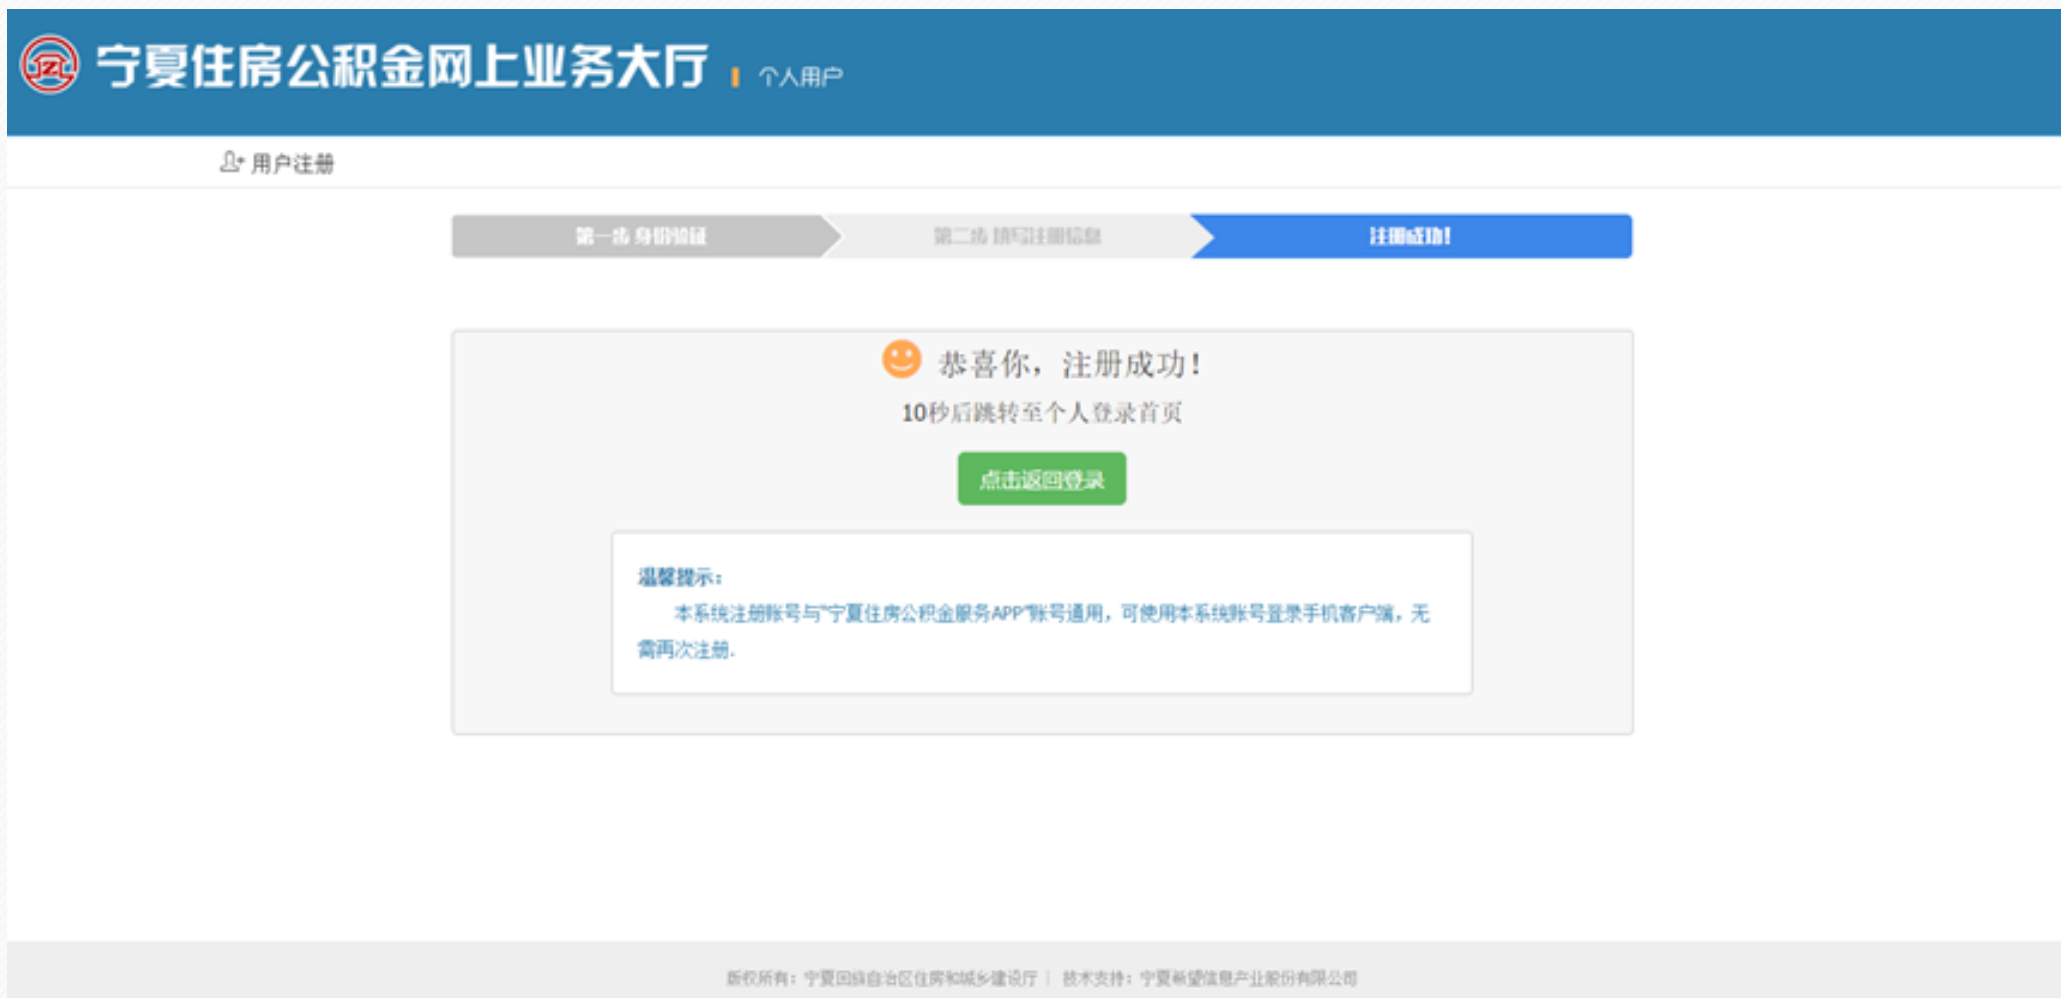 宁夏住房公积金网上业务大厅 个人用户
用户注册
第一步 身份验证 第二步 填写注册信息 注册成功!
恭喜你，注册成功!
10秒后跳转至个人登录首页
点击返回登录
温馨提示:
本系统注册账号与"宁夏住房公积金服务APP"账号通用，可使用本系统账号登录手机客户端，无
需再次注册.
版权所有: 宁夏回族自治区住房和城乡建设厅 | 技术支持: 宁夏希望信息产业股份有限公司